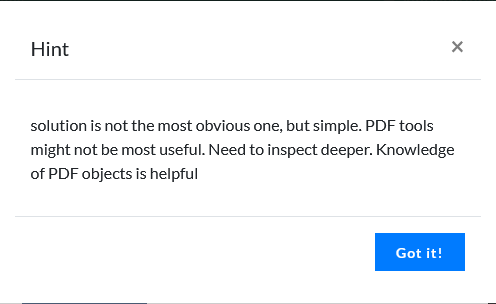 Hint
×
solution is not the most obvious one, but simple. PDF tools
might not be most useful. Need to inspect deeper. Knowledge
of PDF objects is helpful
Got it!